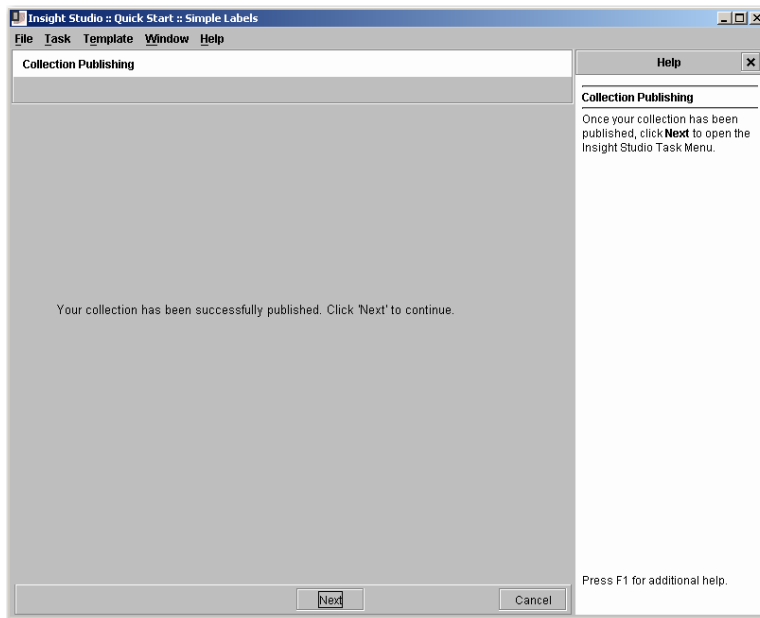 Insight Studio :: Quick Start :: Simple Labels
File Task Template Window Help
Collection Publishing
Your collection has been successfully published. Click 'Next' to continue.
Next
Cancel
Help
Collection Publishing
Once your collection has been
published, click Next to open the
Insight Studio Task Menu.
Press F1 for additional help.